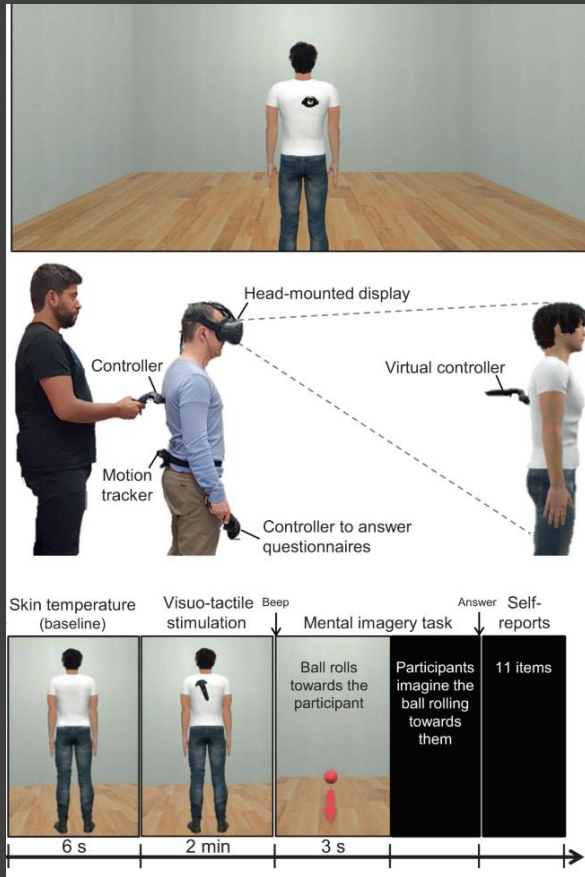 Head-mounted display
Controller
Virtual controller
Motion
tracker
Controller to answer
questionnaires
Skin temperature
(baseline)
Visuo-tactile
stimulation
Beep
Mental imagery task
Answer
Self-
reports
Ball rolls
towards the
participant
Participants
imagine the
ball rolling
towards
them
11 items
6 s
2 min
3 s